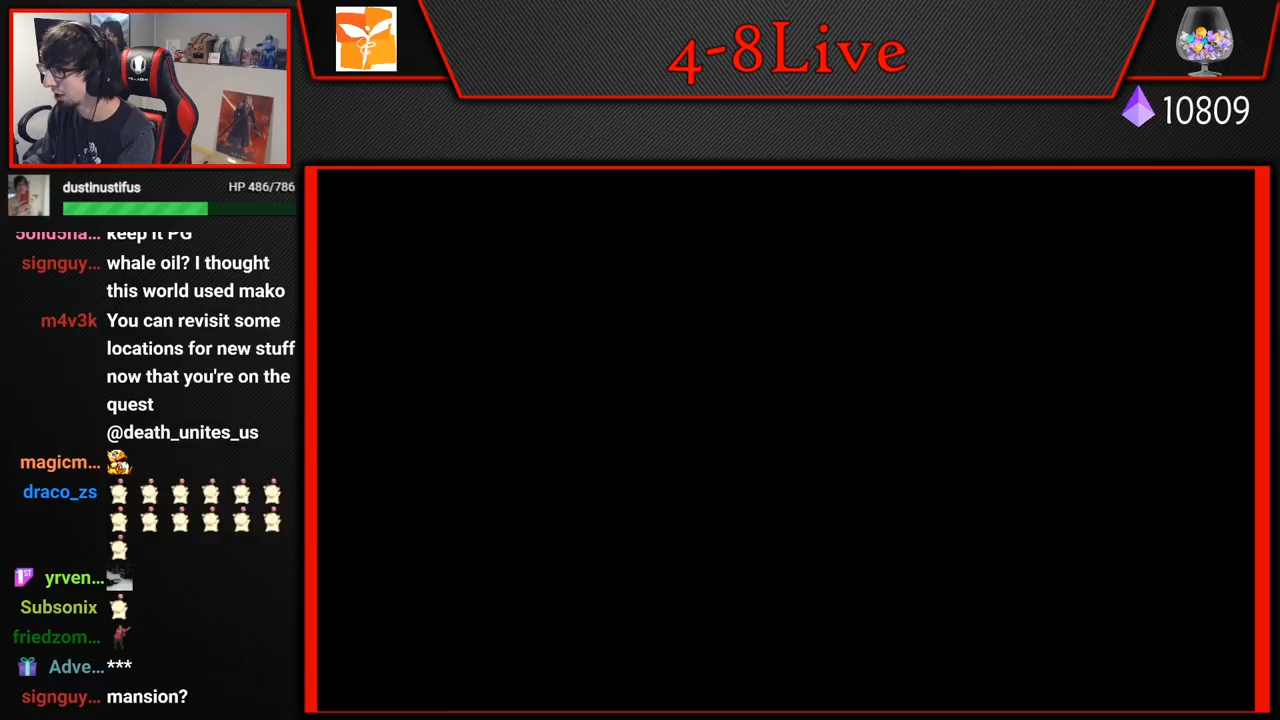 4-8Live
10809
dustinustifus HP 486/786
keep it PG
signguy... whale oil? I thought
this world used mako
m4v3k You can revisit some
locations for new stuff
now that you're on the
quest
@death_unites_us
magicm...
draco_zs
1ST yrven...
Subsonix
friedzom...
Adve... ***
signguy... mansion?